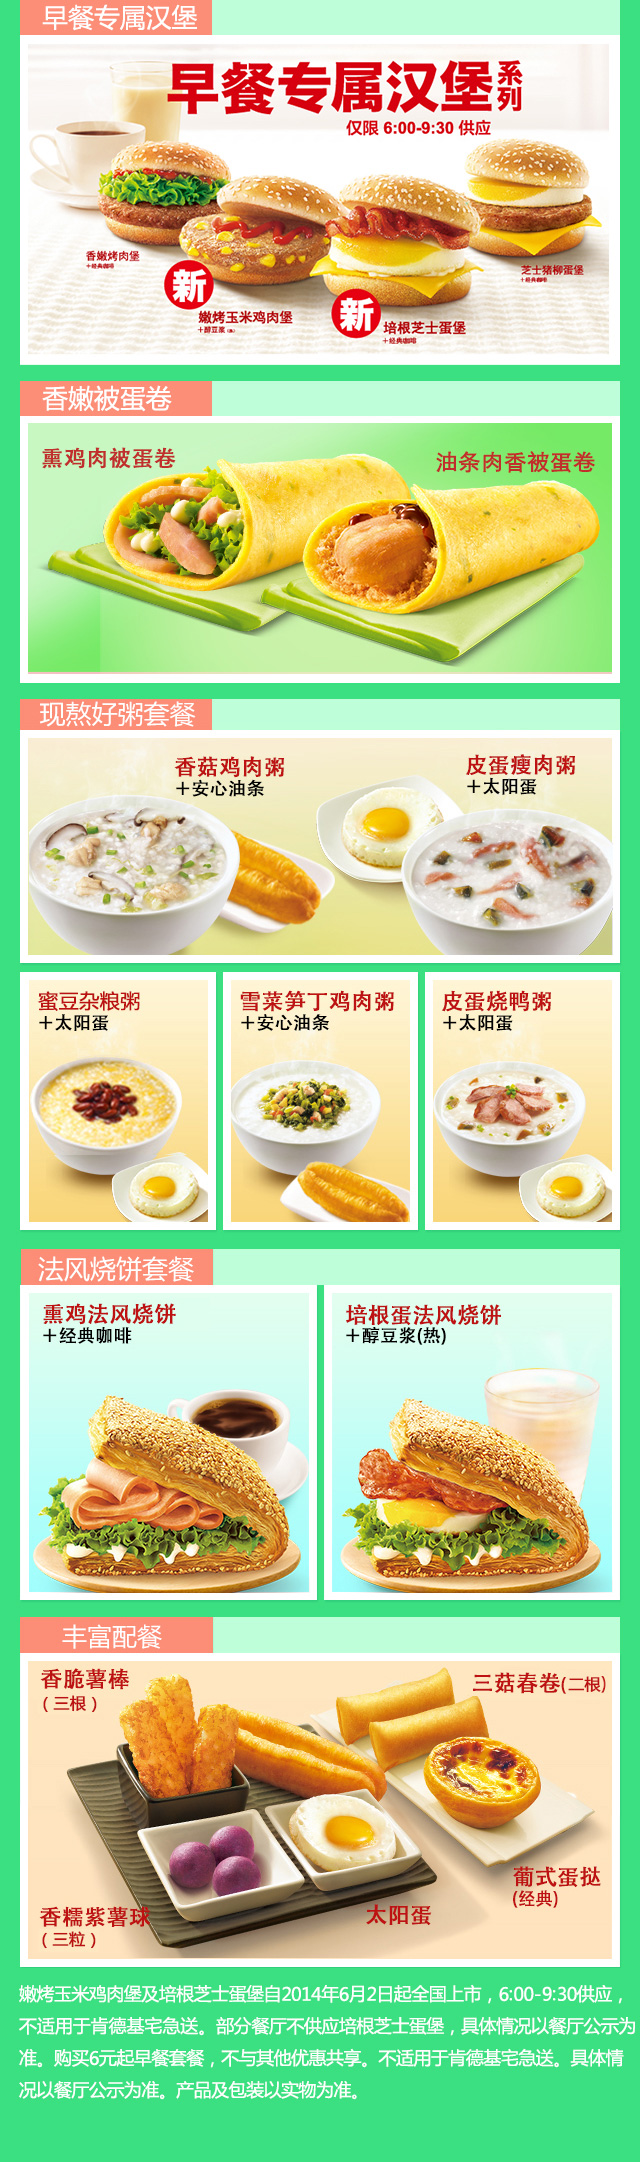 早餐专属汉堡
早餐专属汉堡系列
仅限 6:00-9:30 供应
香嫩烤肉堡
+经典咖啡
新
嫩烤玉米鸡肉堡
+醇豆浆(热)
新
培根芝士蛋堡
+经典咖啡
芝士猪柳蛋堡
+经典咖啡
香嫩被蛋卷
熏鸡肉被蛋卷
油条肉香被蛋卷
现熬好粥套餐
香菇鸡肉粥
+安心油条
皮蛋瘦肉粥
+太阳蛋
蜜豆杂粮粥
+太阳蛋
雪菜笋丁鸡肉粥
+安心油条
皮蛋烧鸭粥
+太阳蛋
法风烧饼套餐
熏鸡法风烧饼
+经典咖啡
培根蛋法风烧饼
+醇豆浆(热)
丰富配餐
香脆薯棒
(三根)
三菇春卷(二根)
葡式蛋挞
(经典)
香糯紫薯球
(三粒)
太阳蛋
嫩烤玉米鸡肉堡及培根芝士蛋堡自2014年6月2日起全国上市，6:00-9:30供应，
不适用于肯德基宅急送。部分餐厅不供应培根芝士蛋堡，具体情况以餐厅公示为
准。购买6元起早餐套餐，不与其他优惠共享。不适用于肯德基宅急送。具体情
况以餐厅公示为准。产品及包装以实物为准。